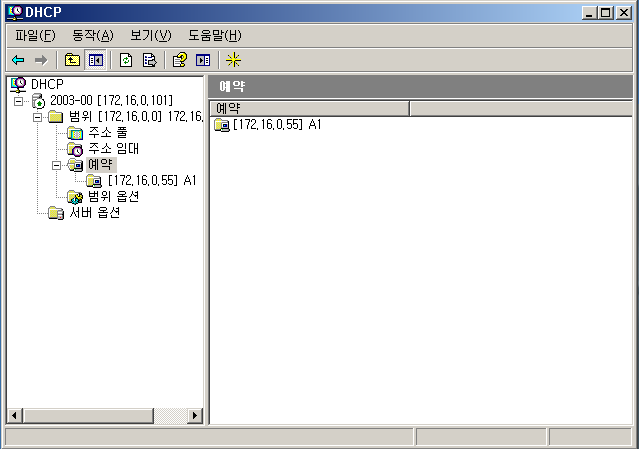 DHCP
파일(F) 동작(A) 보기(V) 도움말(H)
DHCP
2003-00 [172,16,0,101]
범위 [172,16,0,0] 172,16,
주소 풀
주소 임대
예약
[172,16,0,55] A1
범위 옵션
서버 옵션
예약
예약
[172,16,0,55] A1